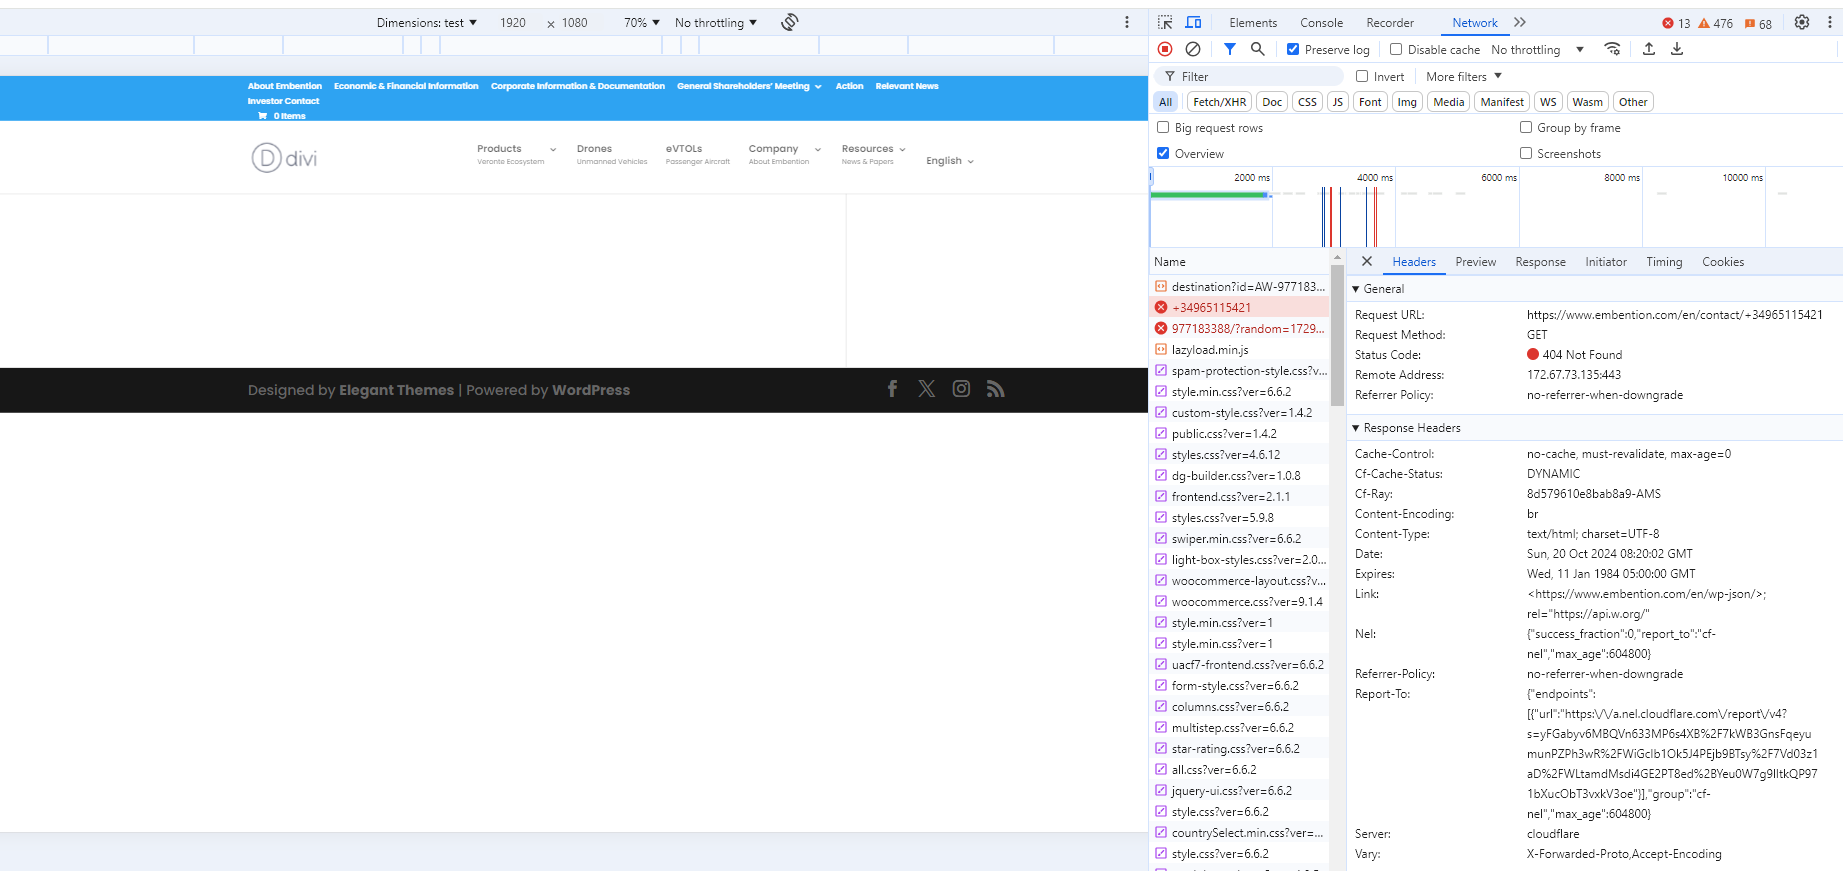 Dimensions: test ▼ 1920 × 1080 70% ▼ No throttling ▼
About Embention Economic & Financial Information Corporate Information & Documentation General Shareholders' Meeting Action Relevant News
Investor Contact
0 Items
divi
Products Drones eVTOLs Company Resources English
Veronte Ecosystem Unmanned Vehicles Passenger Aircraft About Embention News & Papers
Designed by Elegant Themes | Powered by WordPress
Elements Console Recorder Network 13 476 68
Preserve log Disable cache No throttling ▼
Filter Invert More filters ▼
All Fetch/XHR Doc CSS JS Font Img Media Manifest WS Wasm Other
Big request rows Group by frame
Overview Screenshots
2000 ms 4000 ms 6000 ms 8000 ms 10000 ms
Name
destination?id=AW-977183...
+34965115421
977183388/?random=1729...
lazyload.min.js
spam-protection-style.css?v...
style.min.css?ver=6.6.2
custom-style.css?ver=1.4.2
public.css?ver=1.4.2
styles.css?ver=4.6.12
dg-builder.css?ver=1.0.8
frontend.css?ver=2.1.1
styles.css?ver=5.9.8
swiper.min.css?ver=6.6.2
light-box-styles.css?ver=2.0...
woocommerce-layout.css?v...
woocommerce.css?ver=9.1.4
style.min.css?ver=1
style.min.css?ver=1
uacf7-frontend.css?ver=6.6.2
form-style.css?ver=6.6.2
columns.css?ver=6.6.2
multistep.css?ver=6.6.2
star-rating.css?ver=6.6.2
all.css?ver=6.6.2
jquery-ui.css?ver=6.6.2
style.css?ver=6.6.2
countrySelect.min.css?ver=...
style.css?ver=6.6.2
Headers Preview Response Initiator Timing Cookies
▼ General
Request URL: https://www.embention.com/en/contact/+34965115421
Request Method: GET
Status Code: 404 Not Found
Remote Address: 172.67.73.135:443
Referrer Policy: no-referrer-when-downgrade
▼ Response Headers
Cache-Control: no-cache, must-revalidate, max-age=0
Cf-Cache-Status: DYNAMIC
Cf-Ray: 8d579610e8bab8a9-AMS
Content-Encoding: br
Content-Type: text/html; charset=UTF-8
Date: Sun, 20 Oct 2024 08:20:02 GMT
Expires: Wed, 11 Jan 1984 05:00:00 GMT
Link: <https://www.embention.com/en/wp-json/>;
rel="https://api.w.org/"
Nel: {"success_fraction":0,"report_to":"cf-
nel","max_age":604800}
Referrer-Policy: no-referrer-when-downgrade
Report-To: {"endpoints":
[{"url":"https:\/\/a.nel.cloudflare.com\/report\/v4?
s=yFGabyv6MBQVn633MP6s4XB%2F7kWB3GnsFqeyu
munPZPh3wR%2FWiGclb1Ok5J4PEjb9BTsy%2F7Vd03z1
aD%2FWLtamdMsdi4GE2PT8ed%2BYeu0W7g9lItkQP97
1bXucObT3vxkV3oe"}],"group":"cf-
nel","max_age":604800}
Server: cloudflare
Vary: X-Forwarded-Proto,Accept-Encoding